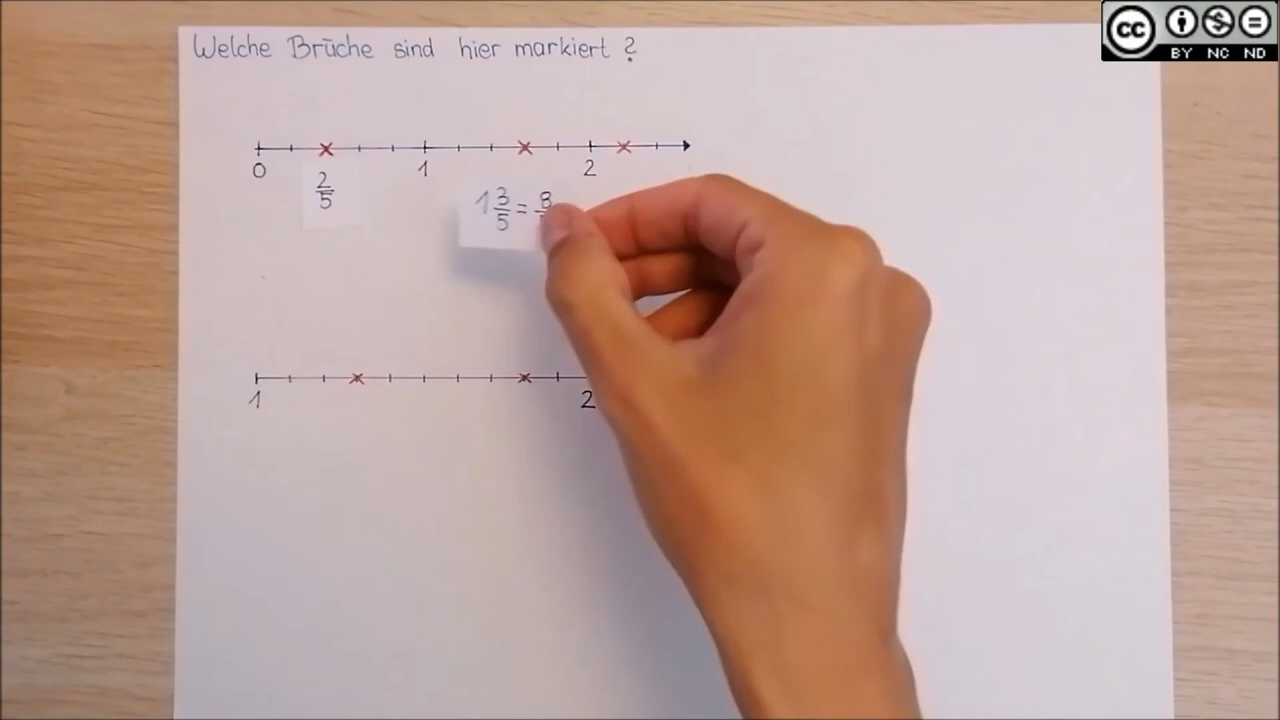 Welche Brüche sind hier markiert ?
0 1 2
2/5
1 3/5 = 8
1 2
CC BY NC ND